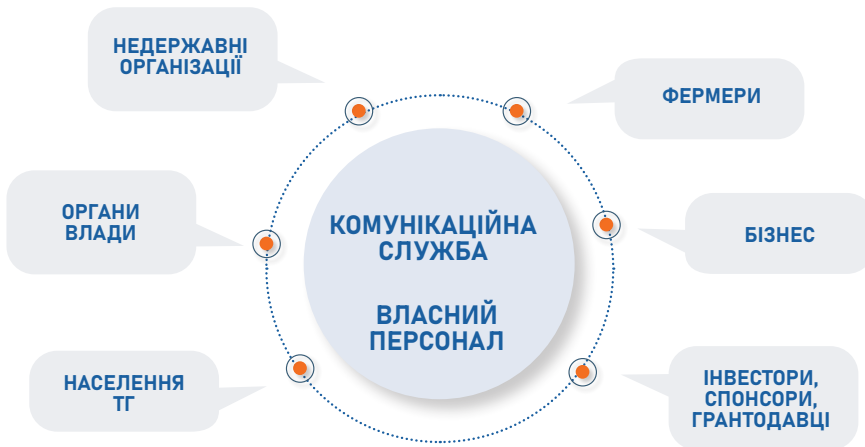 НЕДЕРЖАВНІ
ОРГАНІЗАЦІЇ
ФЕРМЕРИ
ОРГАНИ
ВЛАДИ
КОМУНІКАЦІЙНА
СЛУЖБА
ВЛАСНИЙ
ПЕРСОНАЛ
БІЗНЕС
НАСЕЛЕННЯ
ТГ
ІНВЕСТОРИ,
СПОНСОРИ,
ГРАНТОДАВЦІ